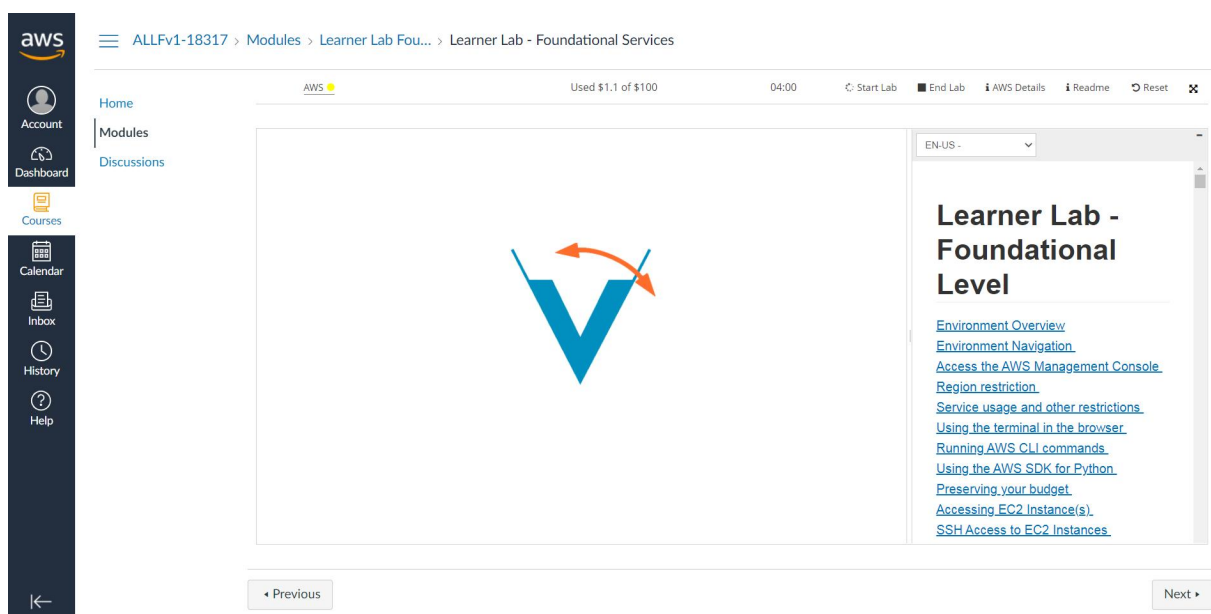 aws
ALLFv1-18317 › Modules › Learner Lab Fou... › Learner Lab - Foundational Services
Account
Dashboard
Courses
Calendar
Inbox
History
Help
Home
Modules
Discussions
AWS
Used $1.1 of $100
04:00
Start Lab
End Lab
AWS Details
Readme
Reset
EN-US -
Learner Lab -
Foundational
Level
Environment Overview
Environment Navigation
Access the AWS Management Console
Region restriction
Service usage and other restrictions
Using the terminal in the browser
Running AWS CLI commands
Using the AWS SDK for Python
Preserving your budget
Accessing EC2 Instance(s)
SSH Access to EC2 Instances
Previous
Next